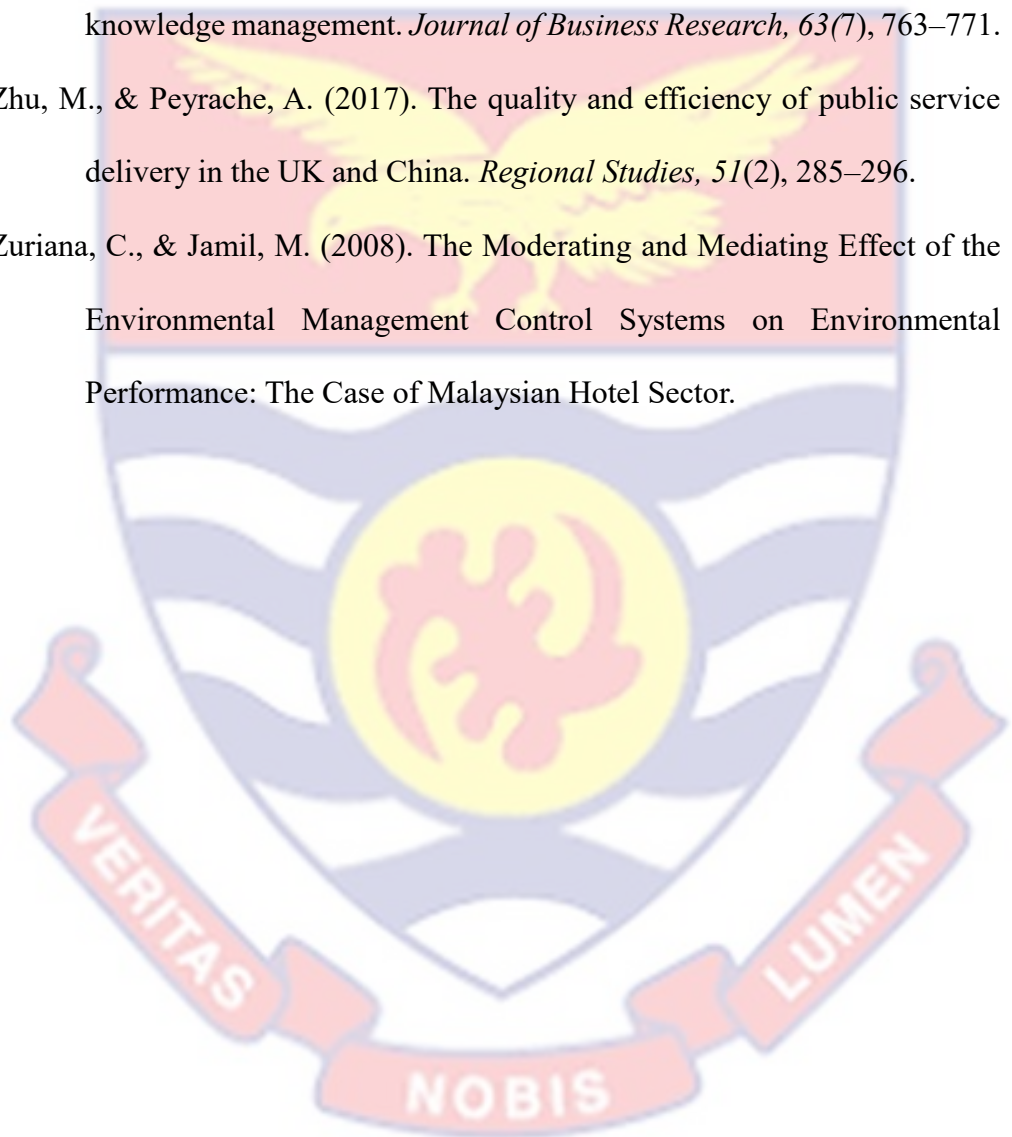 knowledge management. Journal of Business Research, 63(7), 763–771.
Zhu, M., & Peyrache, A. (2017). The quality and efficiency of public service
delivery in the UK and China. Regional Studies, 51(2), 285–296.
Zuriana, C., & Jamil, M. (2008). The Moderating and Mediating Effect of the
Environmental Management Control Systems on Environmental
Performance: The Case of Malaysian Hotel Sector.
VERITAS
NOBIS
LUMEN